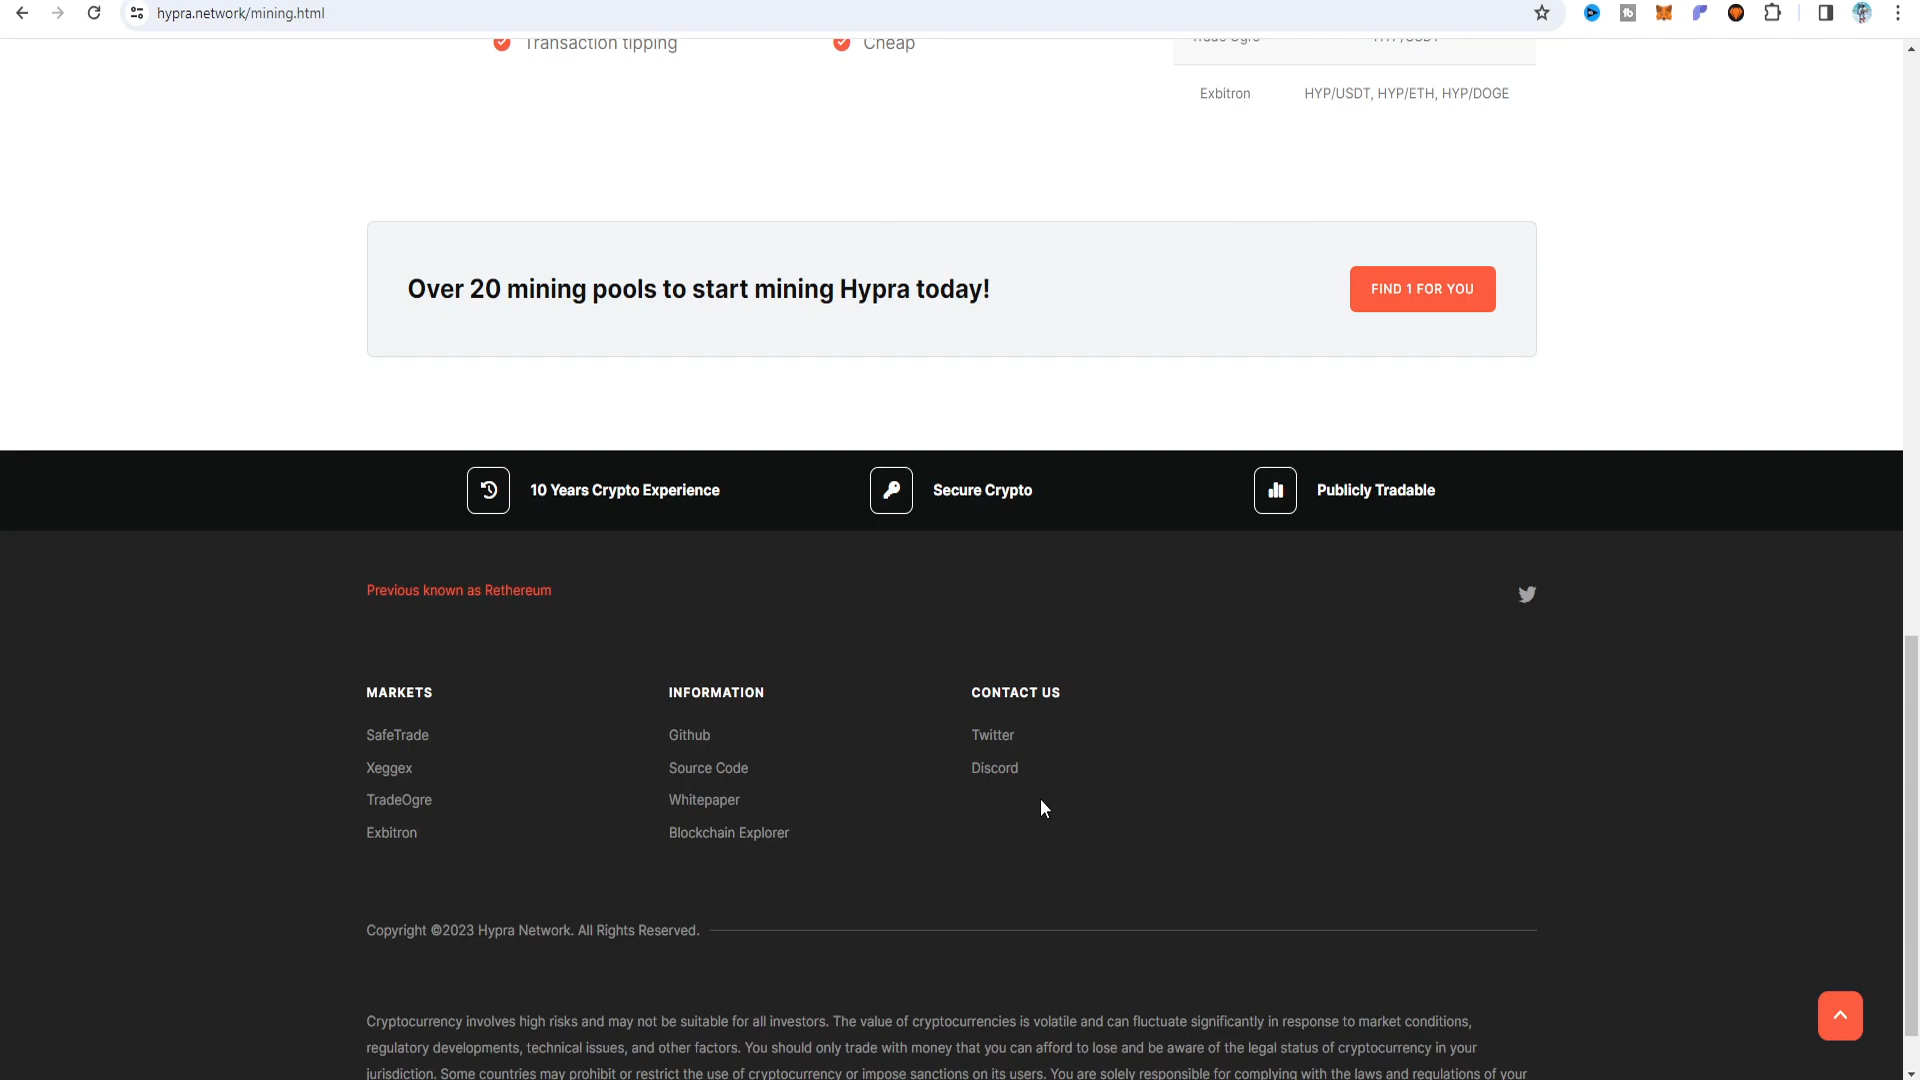 hypra.network/mining.html
Transaction tipping
Cheap
Exbitron HYP/USDT, HYP/ETH, HYP/DOGE
Over 20 mining pools to start mining Hypra today!
FIND 1 FOR YOU
10 Years Crypto Experience
Secure Crypto
Publicly Tradable
Previous known as Rethereum
MARKETS
SafeTrade
Xeggex
TradeOgre
Exbitron
INFORMATION
Github
Source Code
Whitepaper
Blockchain Explorer
CONTACT US
Twitter
Discord
Copyright ©2023 Hypra Network. All Rights Reserved.
Cryptocurrency involves high risks and may not be suitable for all investors. The value of cryptocurrencies is volatile and can fluctuate significantly in response to market conditions,
regulatory developments, technical issues, and other factors. You should only trade with money that you can afford to lose and be aware of the legal status of cryptocurrency in your
jurisdiction. Some countries may prohibit or restrict the use of cryptocurrency or impose sanctions on its users. You are solely responsible for complying with the laws and regulations of your